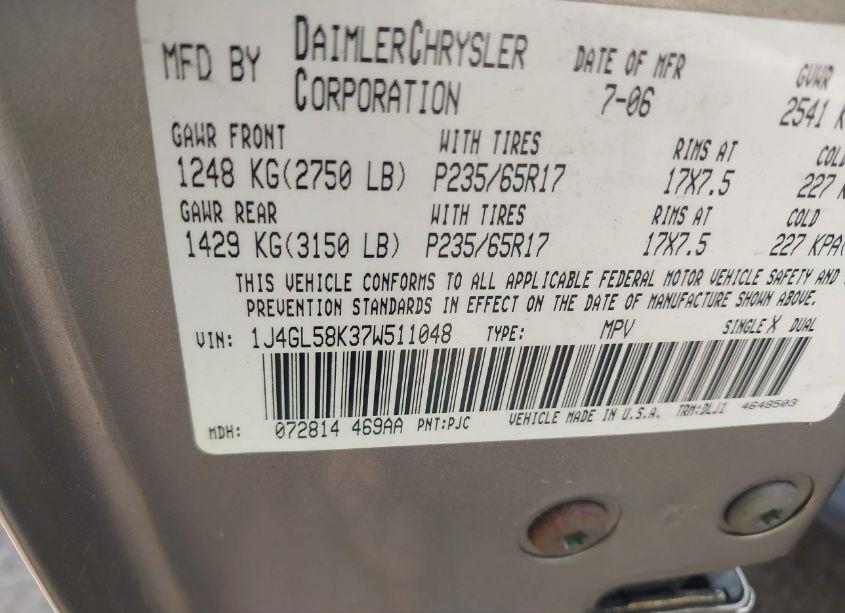 MFD BY DAIMLERCHRYSLER CORPORATION DATE OF MFR 7-06 GVWR 2541 K
GAWR FRONT WITH TIRES RIMS AT COLD
1248 KG(2750 LB) P235/65R17 17X7.5 227 K
GAWR REAR WITH TIRES RIMS AT COLD
1429 KG(3150 LB) P235/65R17 17X7.5 227 KPA(
THIS VEHICLE CONFORMS TO ALL APPLICABLE FEDERAL MOTOR VEHICLE SAFETY AND
PREVENTION STANDARDS IN EFFECT ON THE DATE OF MANUFACTURE SHOWN ABOVE.
VIN: 1J4GL58K37W511048 TYPE: MPV SINGLE X DUAL
MDH: 072814 469AA PNT:PJC VEHICLE MADE IN U.S.A. TRM:DLJ1 4648503